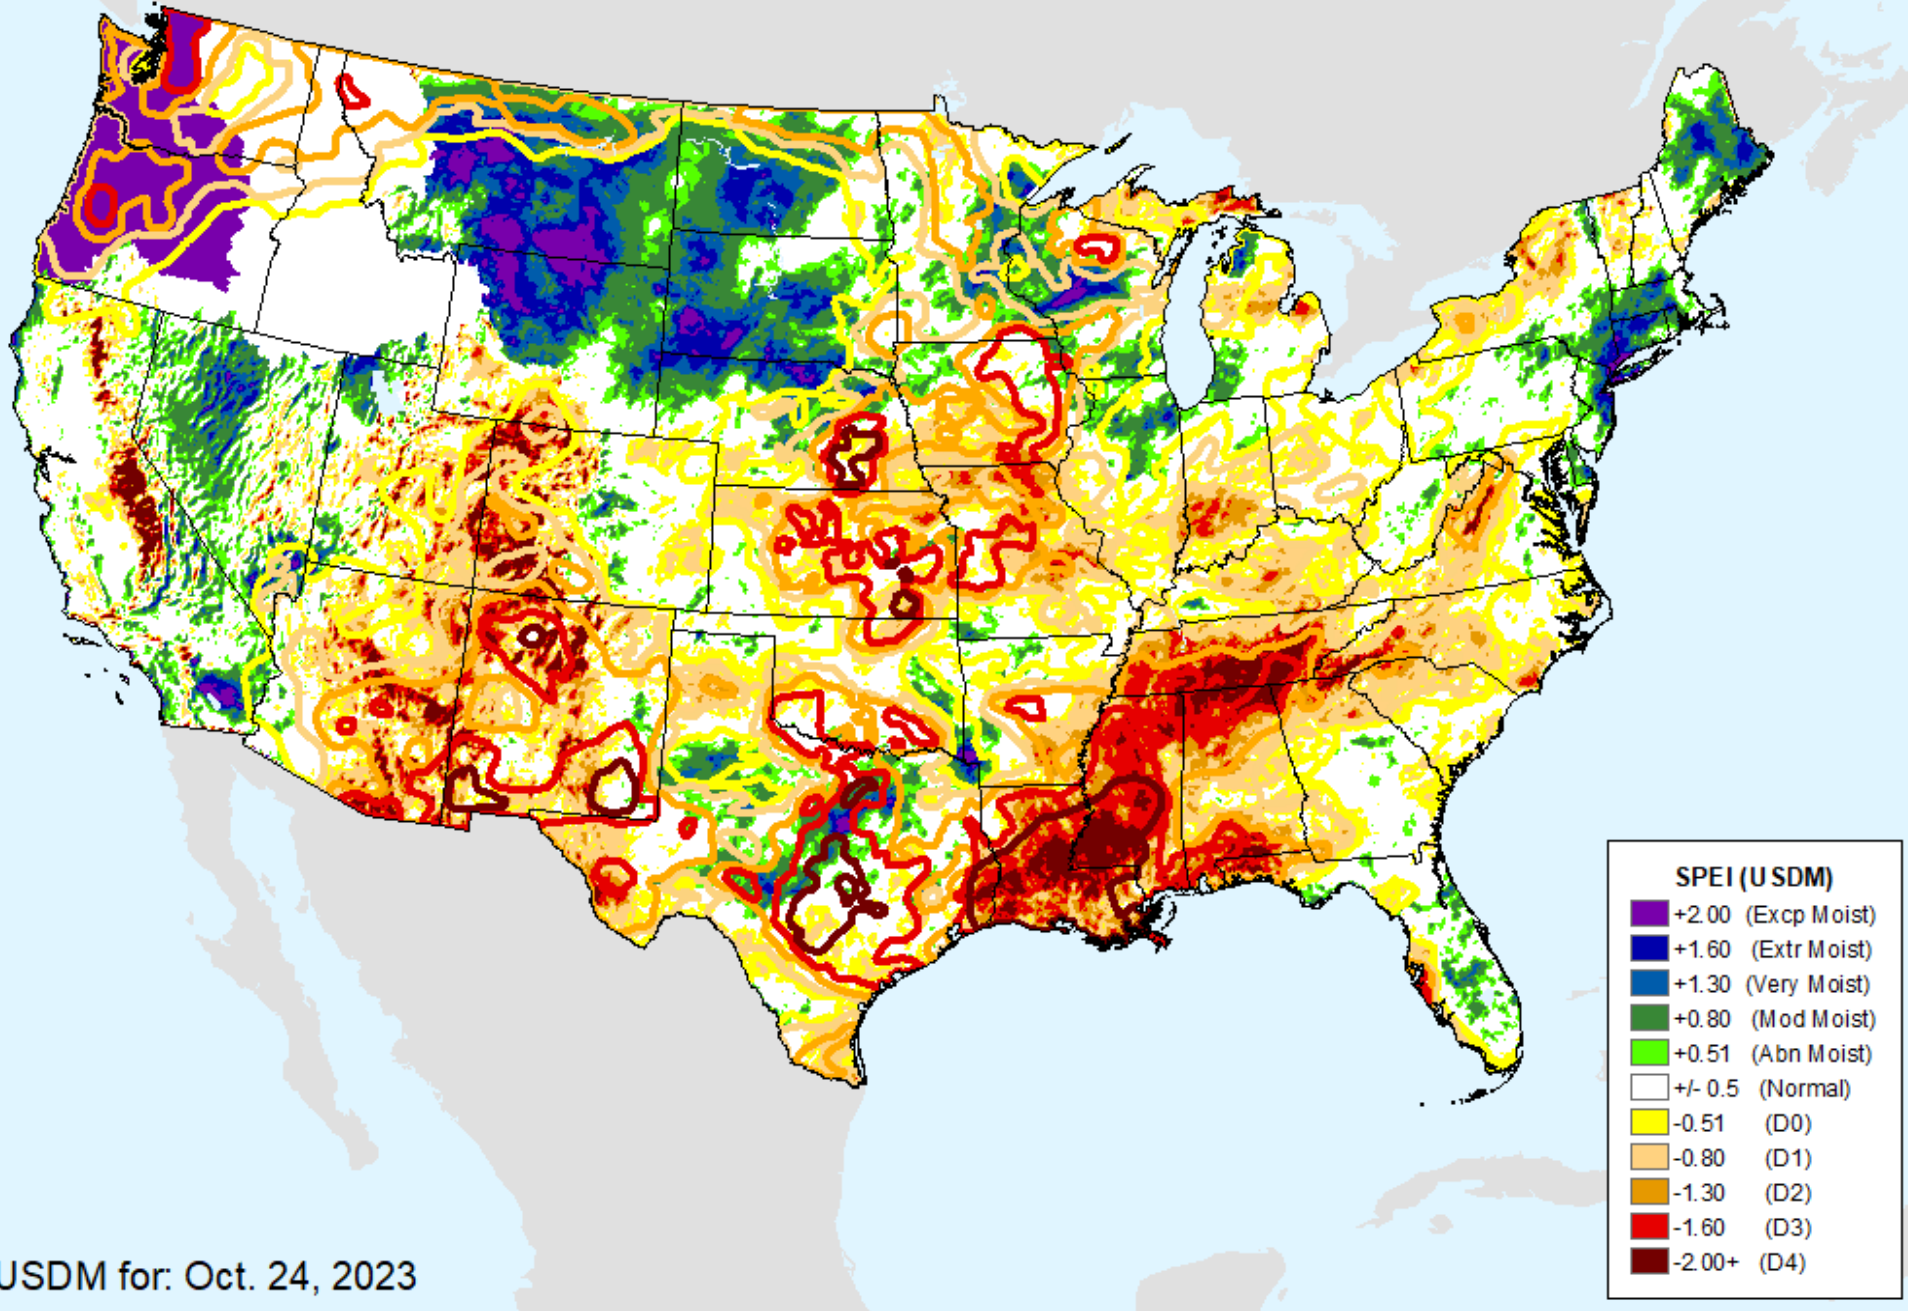 SPEI (USDM)
+2.00 (Excp Moist)
+1.60 (Extr Moist)
+1.30 (Very Moist)
+0.80 (Mod Moist)
+0.51 (Abn Moist)
+/- 0.5 (Normal)
-0.51 (D0)
-0.80 (D1)
-1.30 (D2)
-1.60 (D3)
-2.00+ (D4)
USDM for: Oct. 24, 2023